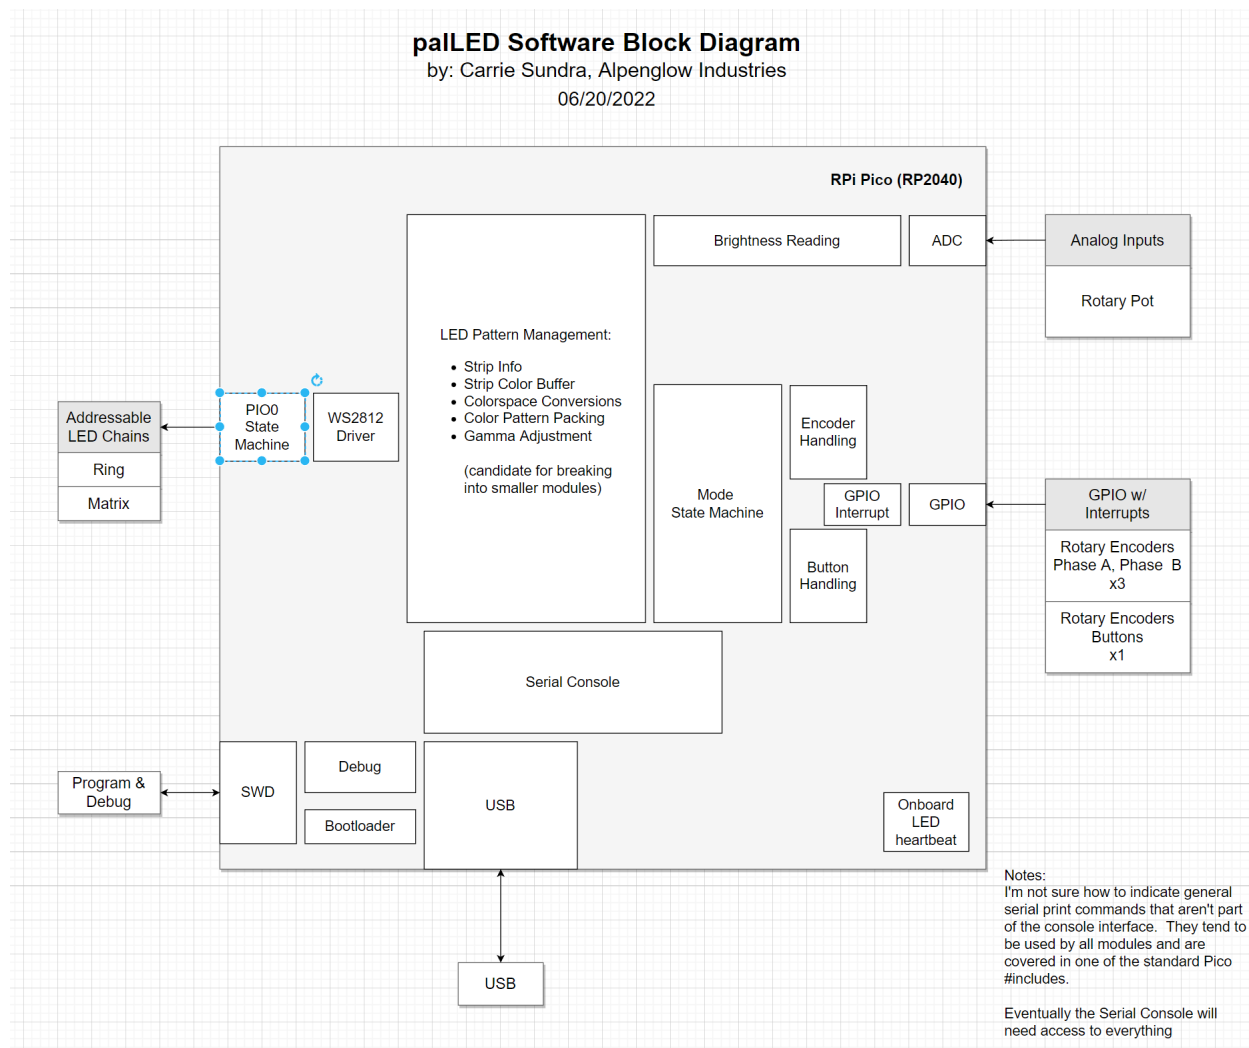 palLED Software Block Diagram
by: Carrie Sundra, Alpenglow Industries
06/20/2022
RPi Pico (RP2040)
Brightness Reading
ADC
Analog Inputs
Rotary Pot
LED Pattern Management:
• Strip Info
• Strip Color Buffer
• Colorspace Conversions
• Color Pattern Packing
• Gamma Adjustment
(candidate for breaking
into smaller modules)
Addressable
LED Chains
Ring
Matrix
PIO0
State
Machine
WS2812
Driver
Mode
State Machine
Encoder
Handling
GPIO
Interrupt
GPIO
Button
Handling
GPIO w/
Interrupts
Rotary Encoders
Phase A, Phase  B
x3
Rotary Encoders
Buttons
x1
Serial Console
Program &
Debug
SWD
Debug
Bootloader
USB
Onboard
LED
heartbeat
USB
Notes:
I'm not sure how to indicate general
serial print commands that aren't part
of the console interface.  They tend to
be used by all modules and are
covered in one of the standard Pico
#includes.
Eventually the Serial Console will
need access to everything